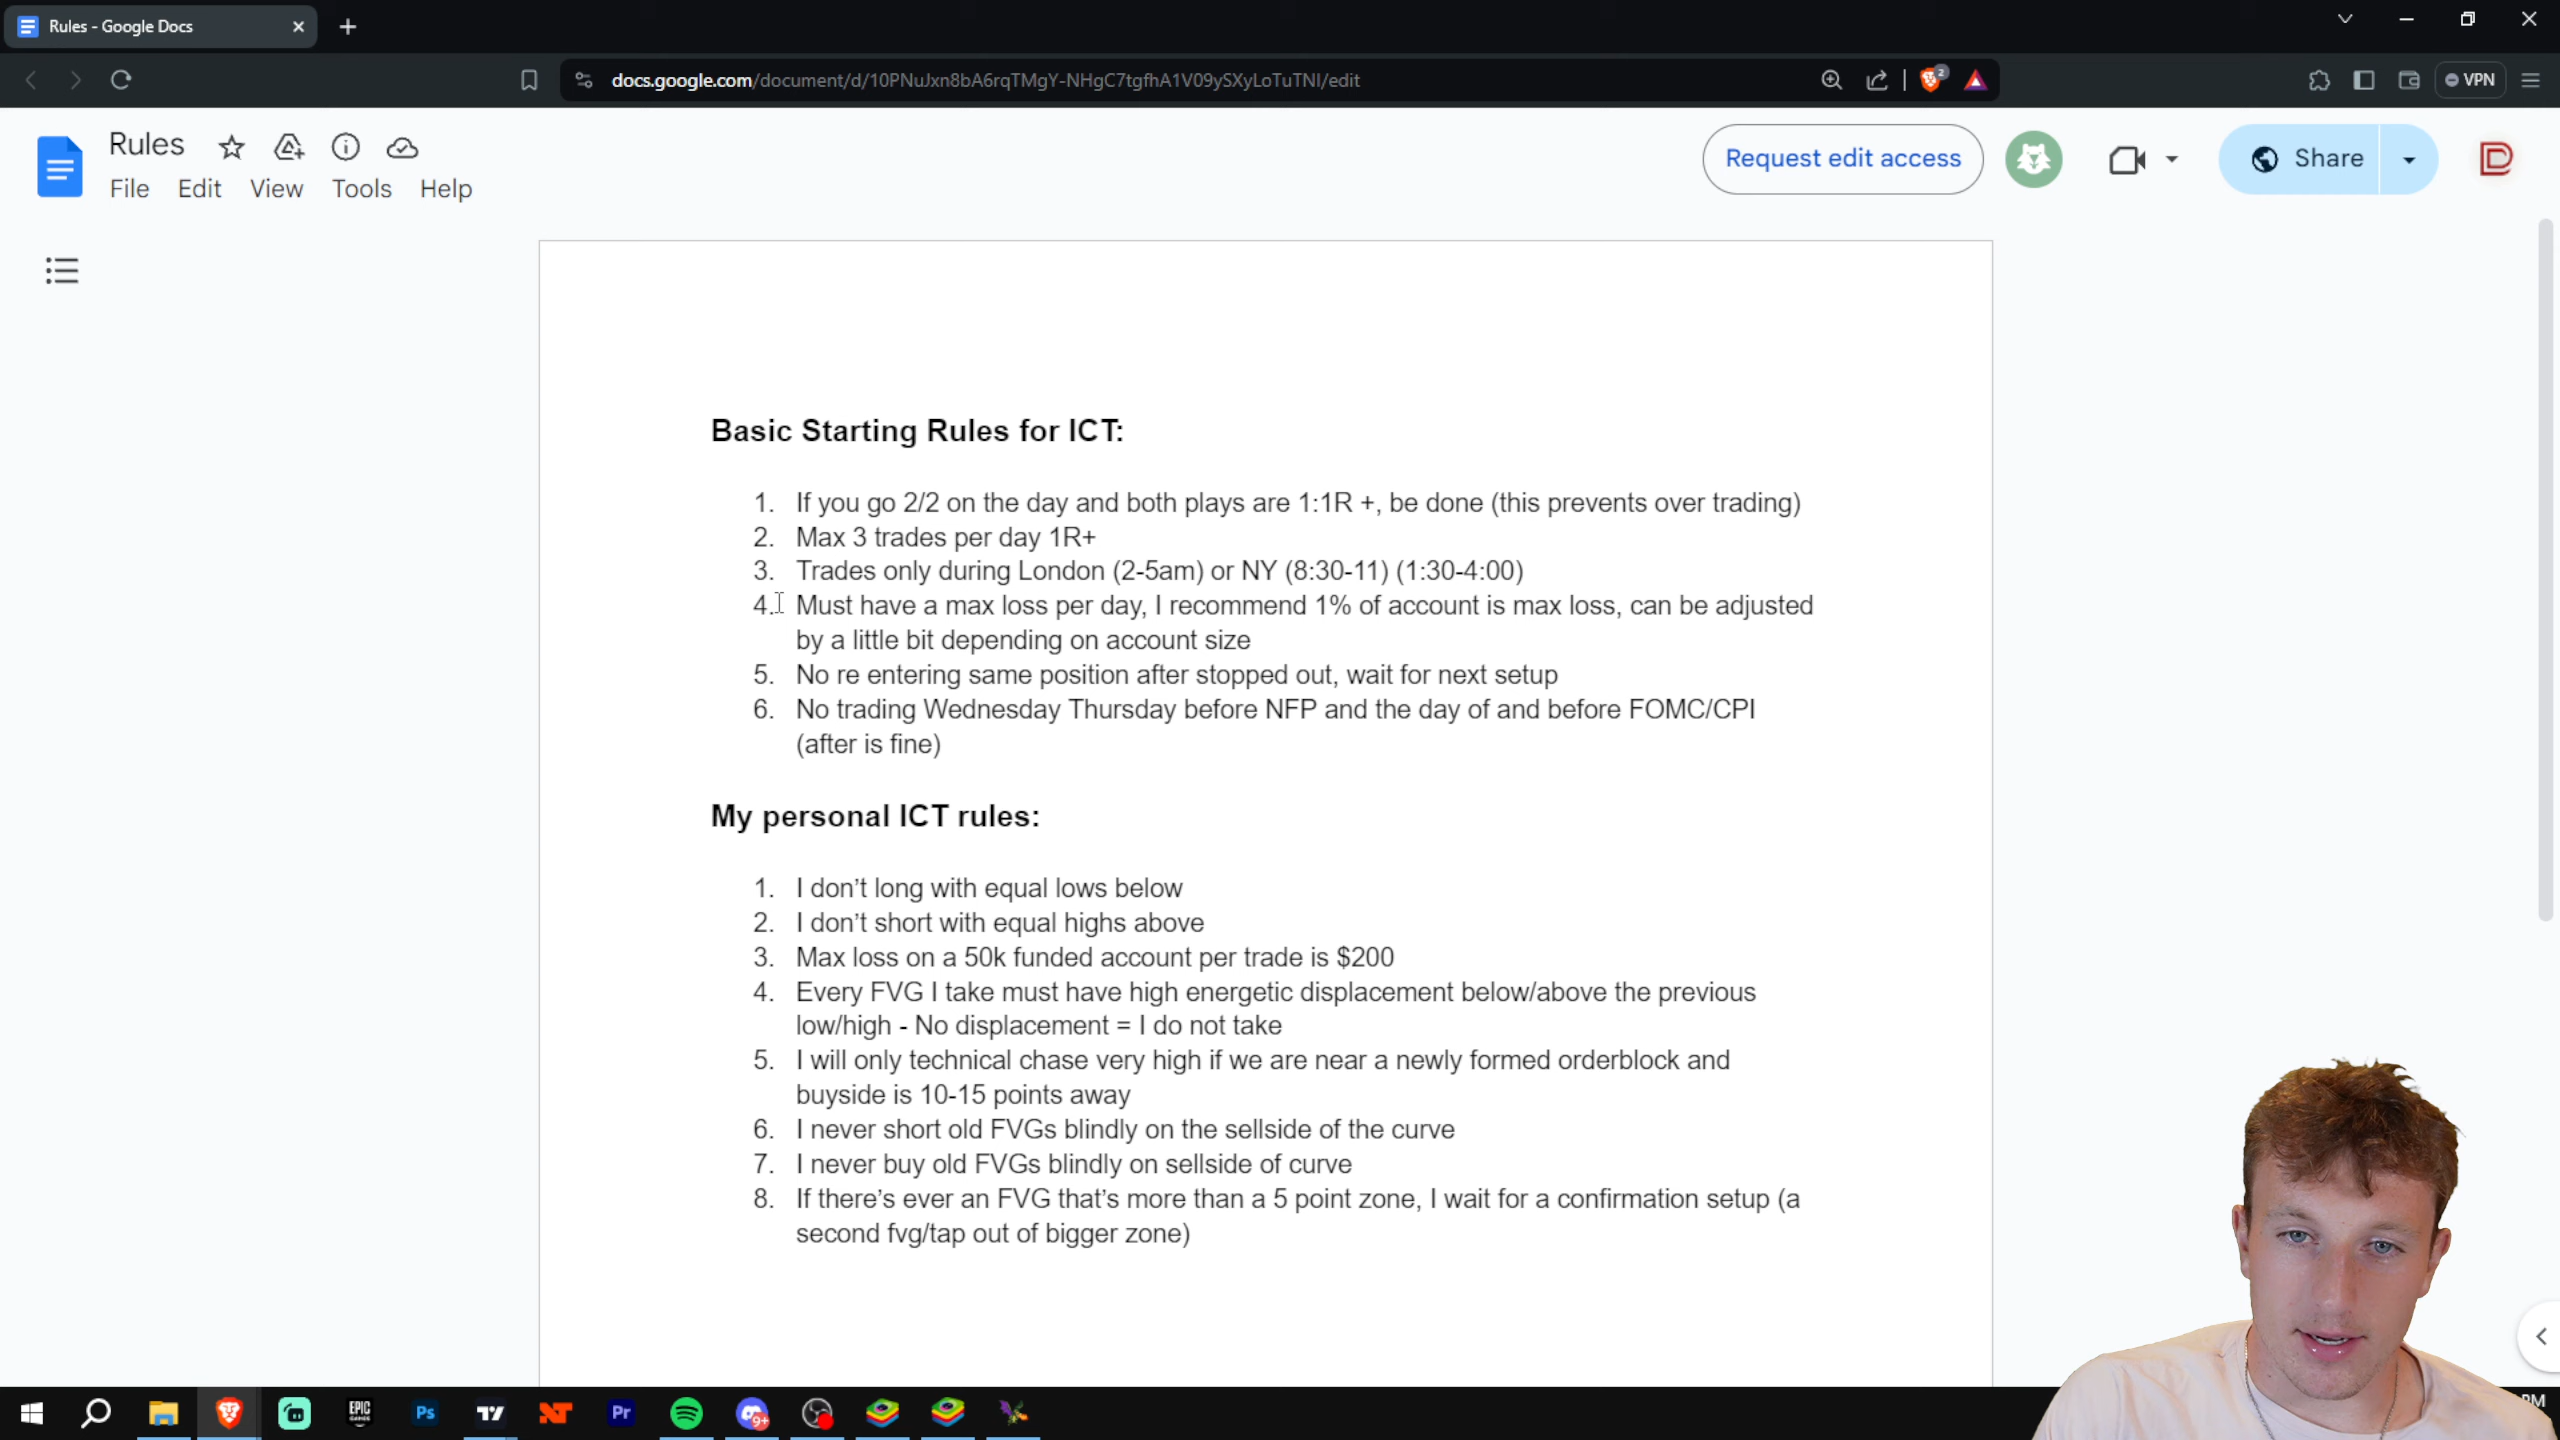 Rules - Google Docs
docs.google.com/document/d/10PNuJxn8bA6rqTMgY-NHgC7tgfhA1V09ySXyLoTuTNI/edit
2
VPN
Rules
File Edit View Tools Help
Request edit access
Share
Basic Starting Rules for ICT:
1. If you go 2/2 on the day and both plays are 1:1R +, be done (this prevents over trading)
2. Max 3 trades per day 1R+
3. Trades only during London (2-5am) or NY (8:30-11) (1:30-4:00)
4. Must have a max loss per day, I recommend 1% of account is max loss, can be adjusted
by a little bit depending on account size
5. No re entering same position after stopped out, wait for next setup
6. No trading Wednesday Thursday before NFP and the day of and before FOMC/CPI
(after is fine)
My personal ICT rules:
1. I don’t long with equal lows below
2. I don’t short with equal highs above
3. Max loss on a 50k funded account per trade is $200
4. Every FVG I take must have high energetic displacement below/above the previous
low/high - No displacement = I do not take
5. I will only technical chase very high if we are near a newly formed orderblock and
buyside is 10-15 points away
6. I never short old FVGs blindly on the sellside of the curve
7. I never buy old FVGs blindly on sellside of curve
8. If there’s ever an FVG that’s more than a 5 point zone, I wait for a confirmation setup (a
second fvg/tap out of bigger zone)
EPIC
GAMES
Ps
Pr
9+
PM